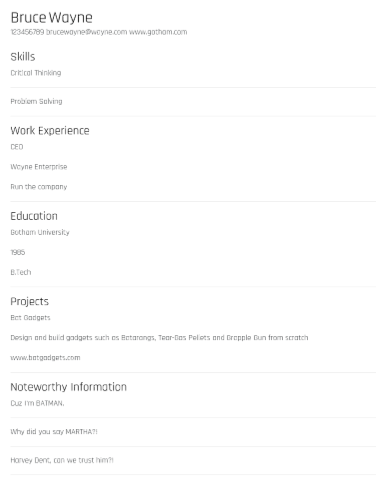 Bruce Wayne
123456789 brucewayne@wayne.com www.gotham.com
Skills
Critical Thinking
Problem Solving
Work Experience
CEO
Wayne Enterprise
Run the company
Education
Gotham University
1985
B.Tech
Projects
Bat Gadgets
Design and build gadgets such as Batarangs, Tear-Gas Pellets and Grapple Gun from scratch
www.batgadgets.com
Noteworthy Information
Cuz I'm BATMAN.
Why did you say MARTHA?!
Harvey Dent, can we trust him?!